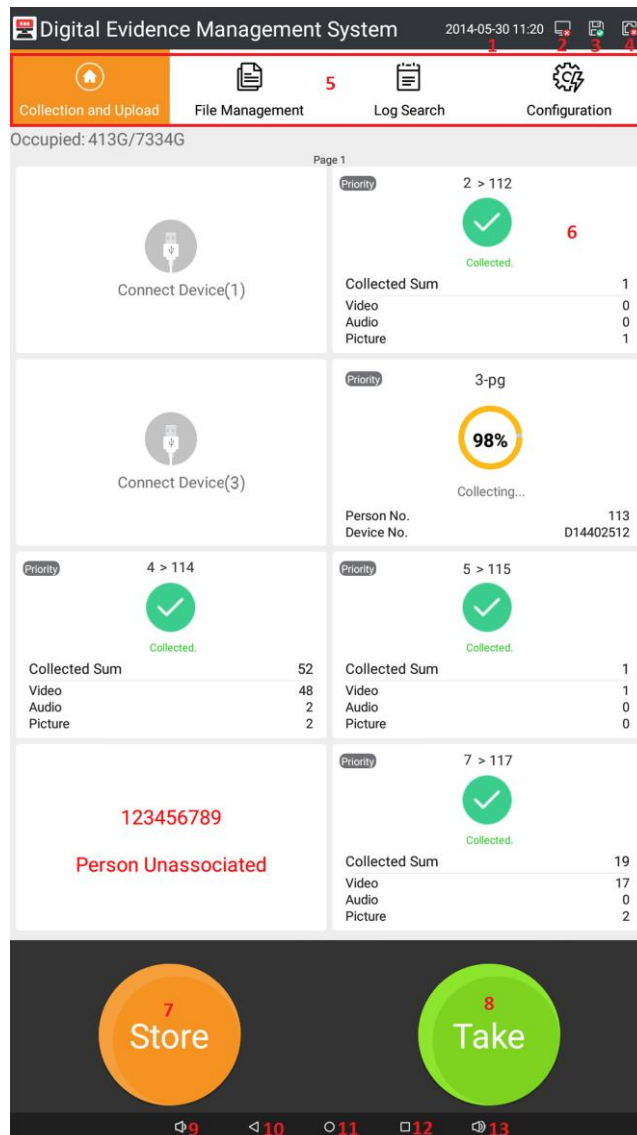 Digital Evidence Management System 2014-05-30 11:20
1 2 3 4
5
Collection and Upload File Management Log Search Configuration
Occupied: 413G/7334G
Page 1
Connect Device(1)
Priority 2 > 112
6
Collected.
Collected Sum 1
Video 0
Audio 0
Picture 1
Connect Device(3)
Priority 3-pg
98%
Collecting...
Person No. 113
Device No. D14402512
Priority 4 > 114
Collected.
Collected Sum 52
Video 48
Audio 2
Picture 2
Priority 5 > 115
Collected.
Collected Sum 1
Video 1
Audio 0
Picture 0
123456789
Person Unassociated
Priority 7 > 117
Collected.
Collected Sum 19
Video 17
Audio 0
Picture 2
7
Store
8
Take
9 10 11 12 13